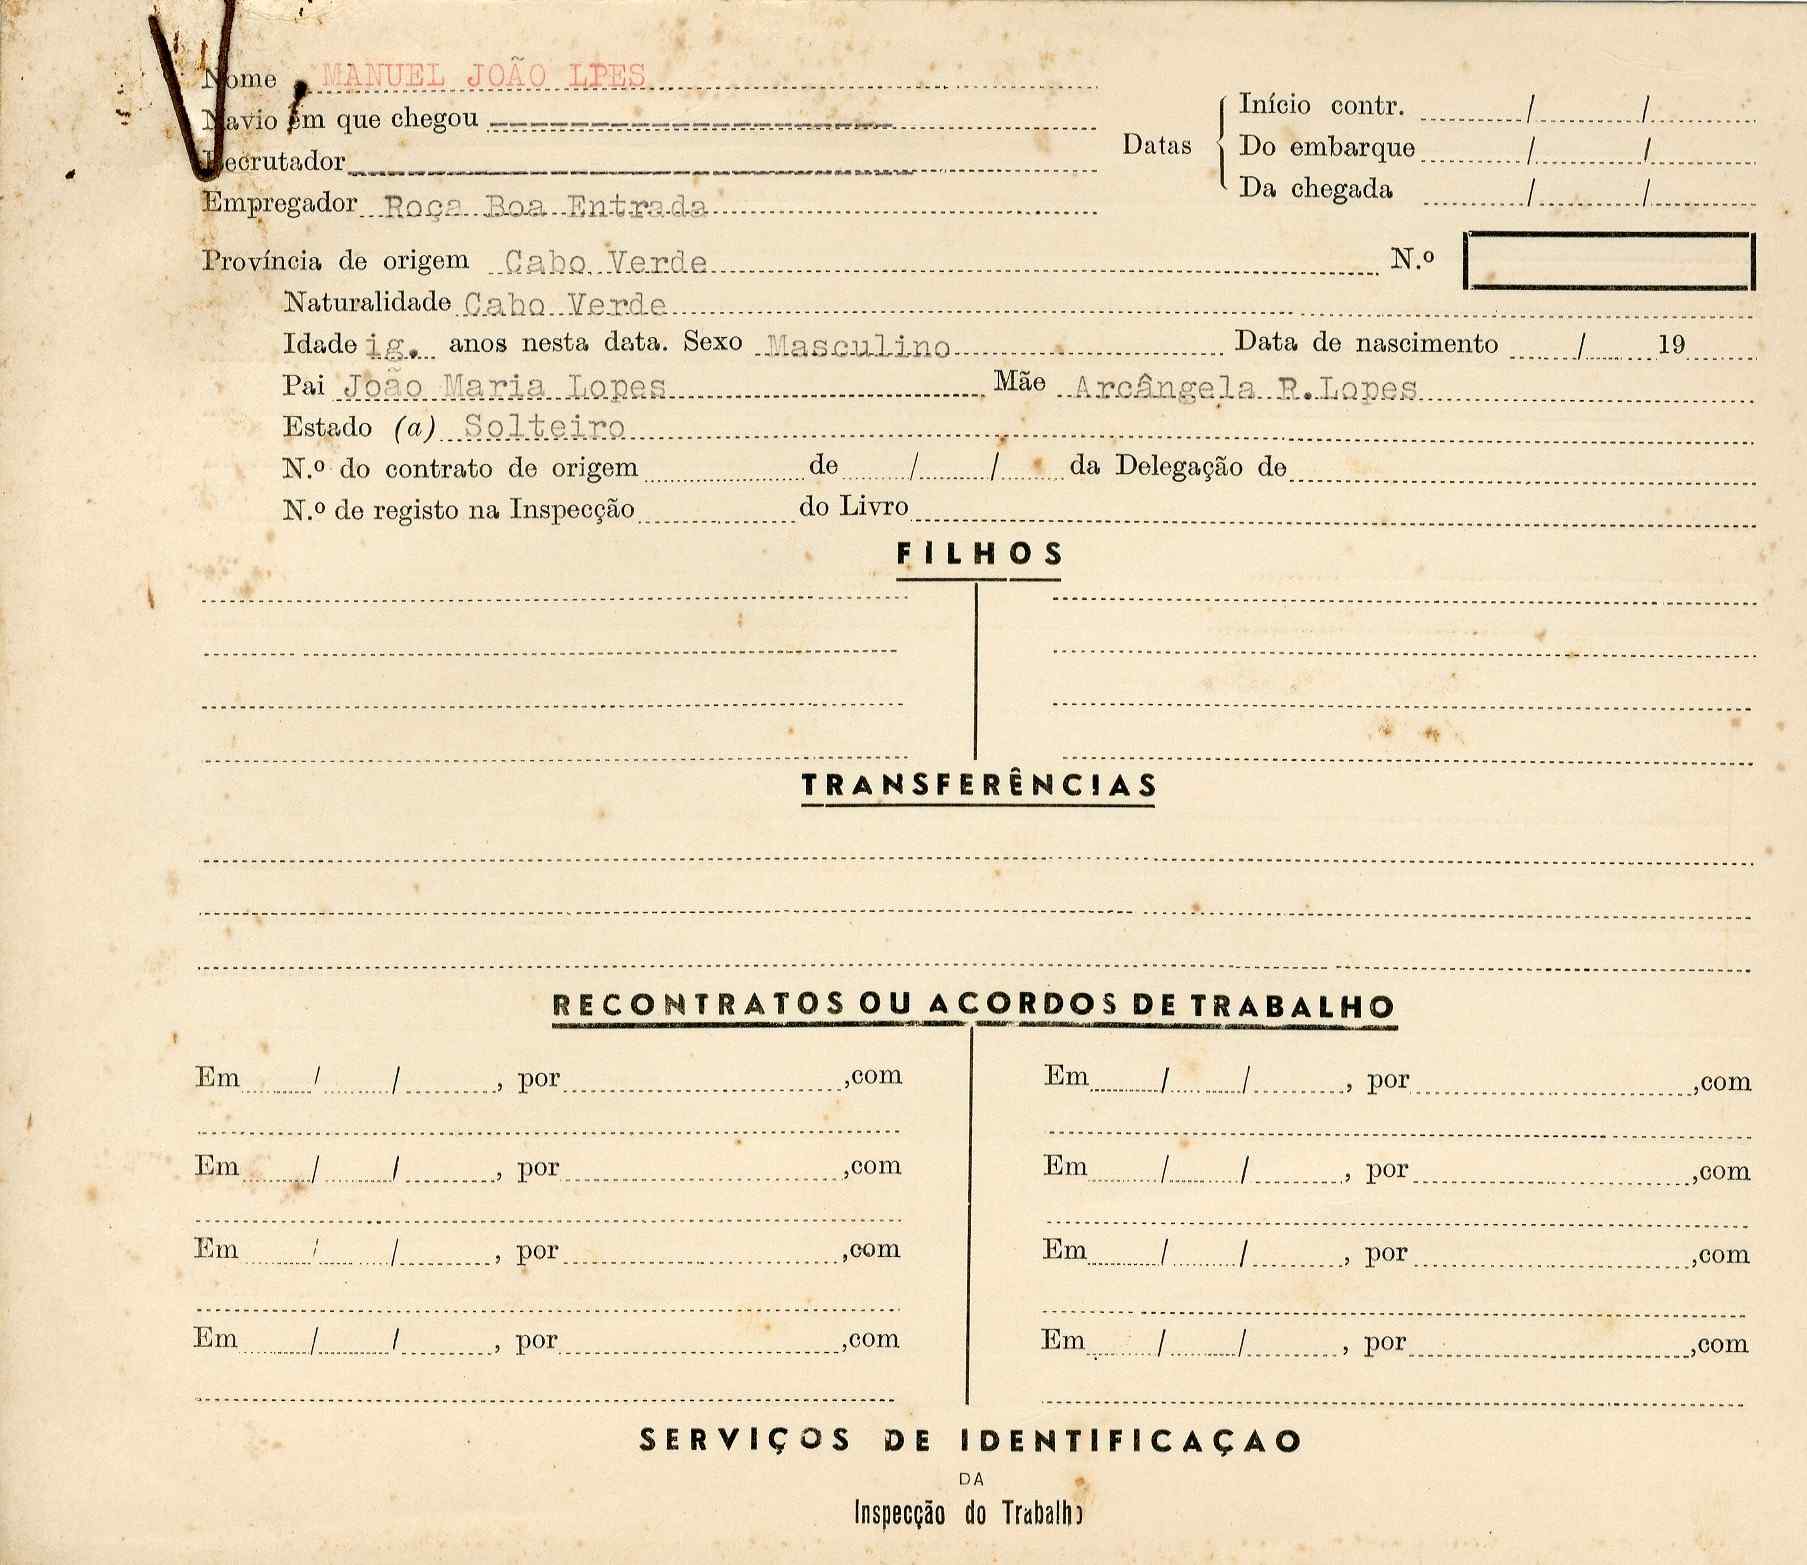 Nome MANUEL JOÃO LPES
Navio em que chegou
Recrutador
Empregador Roça Boa Entrada
Datas
Início contr. / /
Do embarque / /
Da chegada / /
Província de origem Cabo Verde N.º
Naturalidade Cabo Verde
Idade ig. anos nesta data. Sexo Masculino Data de nascimento / 19
Pai João Maria Lopes Mãe Arcângela R.Lopes
Estado (a) Solteiro
N.º do contrato de origem de / / da Delegação de
N.º de registo na Inspecção do Livro
FILHOS
TRANSFERÊNCIAS
RECONTRATOS OU ACORDOS DE TRABALHO
Em / / , por ,com
Em / / , por ,com
Em / / , por ,com
Em / / , por ,com
Em / / , por ,com
Em / / , por ,com
Em / / , por ,com
Em / / , por ,com
SERVIÇOS DE IDENTIFICAÇAO
DA
Inspecção do Trabalho